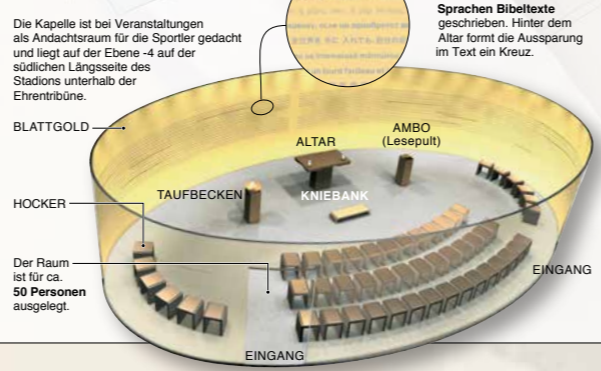 Die Kapelle ist bei Veranstaltungen
als Andachtsraum für die Sportler gedacht
und liegt auf der Ebene -4 auf der
südlichen Längsseite des
Stadions unterhalb der
Ehrentribüne.
Sprachen Bibeltexte
geschrieben. Hinter dem
Altar formt die Aussparung
im Text ein Kreuz.
BLATTGOLD
ALTAR
AMBO
(Lesepult)
TAUFBECKEN
KNIEBANK
HOCKER
Der Raum
ist für ca.
50 Personen
ausgelegt.
EINGANG
EINGANG